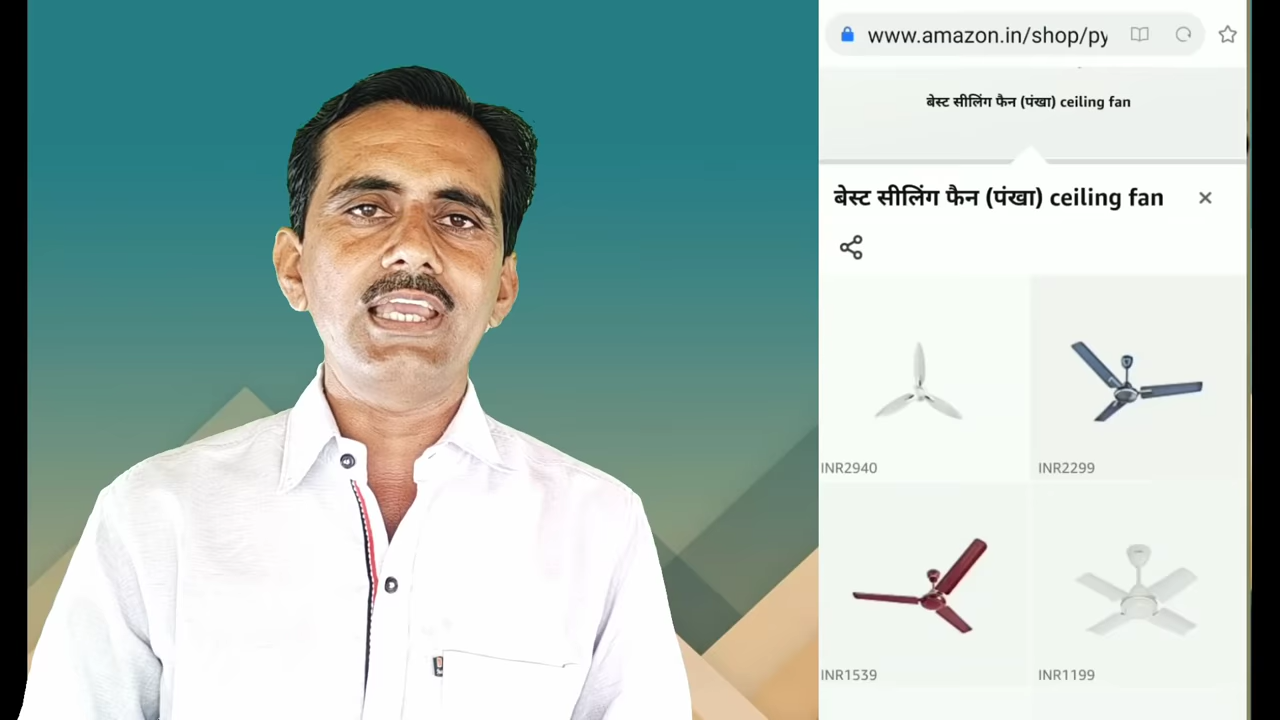 www.amazon.in/shop/py
बेस्ट सीलिंग फैन (पंखा) ceiling fan
बेस्ट सीलिंग फैन (पंखा) ceiling fan
INR2940
INR2299
INR1539
INR1199